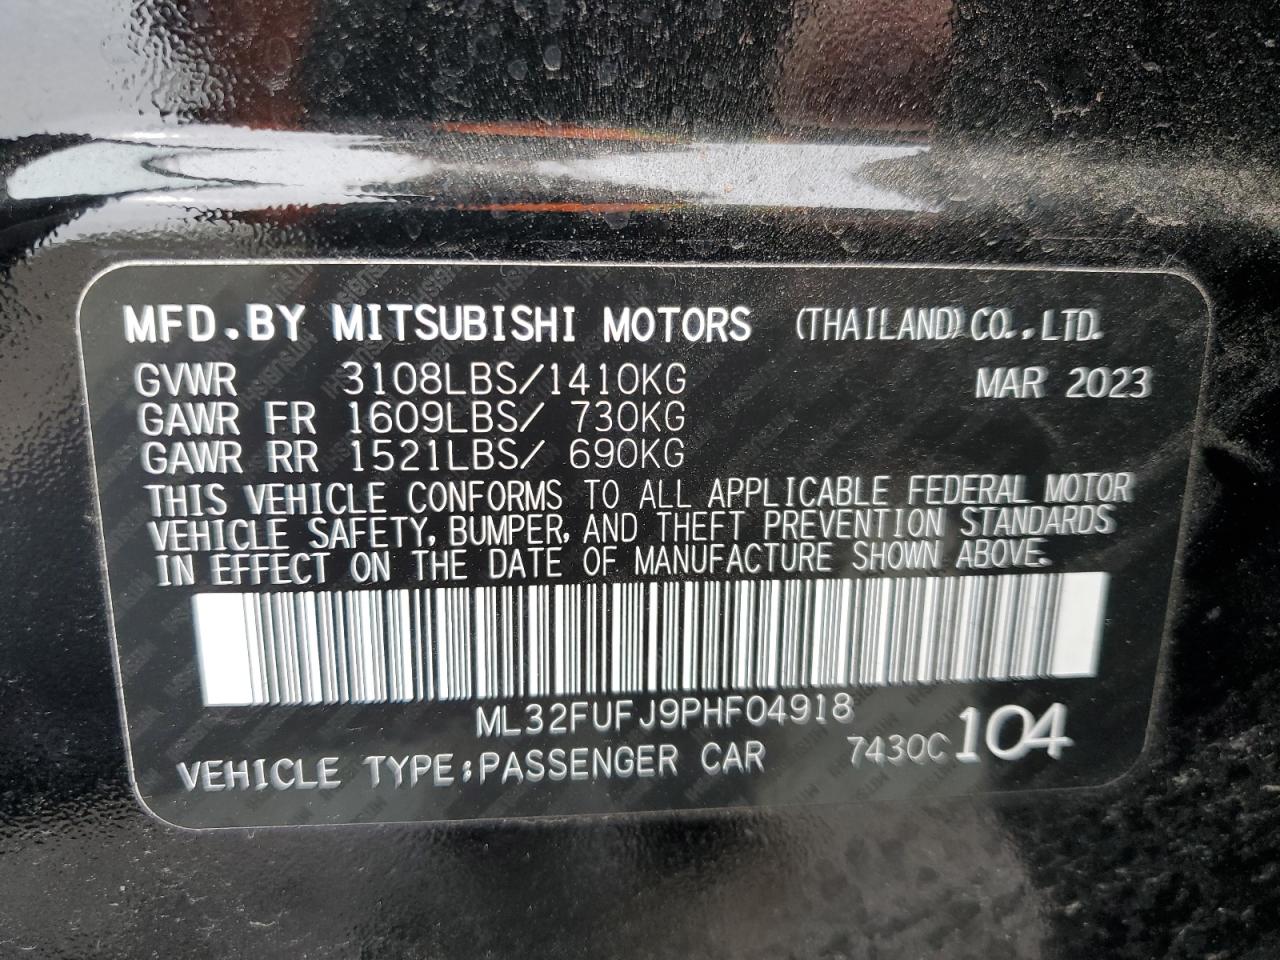 MFD.BY MITSUBISHI MOTORS (THAILAND) CO.,LTD.
GVWR 3108LBS/1410KG MAR 2023
GAWR FR 1609LBS/ 730KG
GAWR RR 1521LBS/ 690KG
THIS VEHICLE CONFORMS TO ALL APPLICABLE FEDERAL MOTOR
VEHICLE SAFETY, BUMPER, AND THEFT PREVENTION STANDARDS
IN EFFECT ON THE DATE OF MANUFACTURE SHOWN ABOVE.
ML32FUFJ9PHF04918
VEHICLE TYPE;PASSENGER CAR 7430C 104